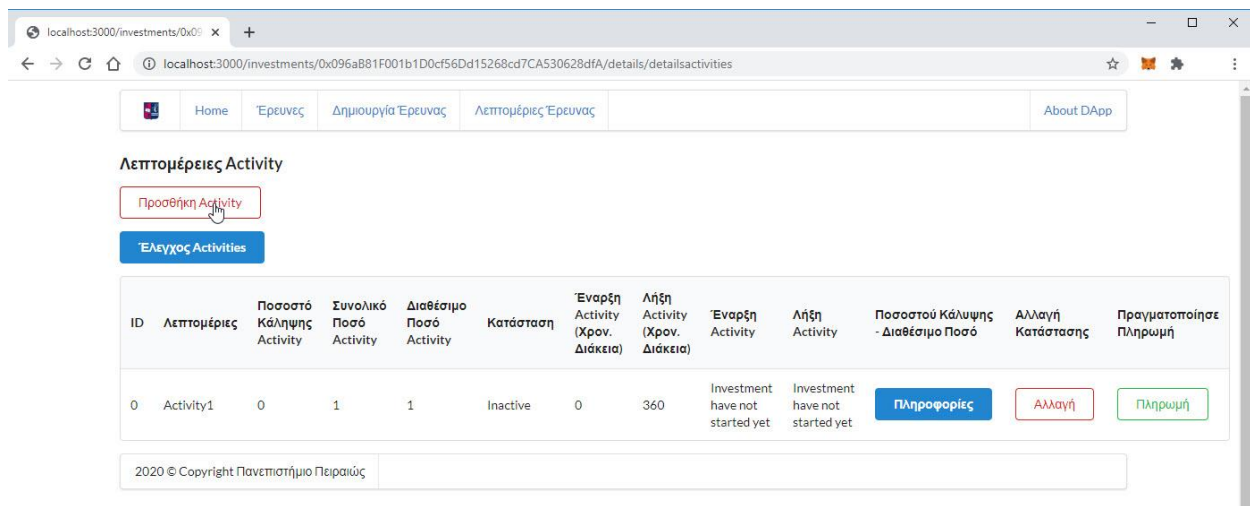 localhost:3000/investments/0x09
localhost:3000/investments/0x096aB81F001b1D0cf56Dd15268cd7CA530628dfA/details/detailsactivities
Home Έρευνες Δημιουργία Έρευνας Λεπτομέριες Έρευνας About DApp
Λεπτομέρειες Activity
Προσθήκη Activity
Έλεγχος Activities
ID Λεπτομέριες
Ποσοστό
Κάληψης
Activity
Συνολικό
Ποσό
Activity
Διαθέσιμο
Ποσό
Activity
Κατάσταση
Έναρξη
Activity
(Χρον.
Διάκεια)
Λήξη
Activity
(Χρον.
Διάκεια)
Έναρξη
Activity
Λήξη
Activity
Ποσοστού Κάλυψης
- Διαθέσιμο Ποσό
Αλλαγή
Κατάστασης
Πραγματοποίησε
Πληρωμή
0 Activity1 0 1 1 Inactive 0 360
Investment
have not
started yet
Investment
have not
started yet
Πληροφορίες
Αλλαγή
Πληρωμή
2020 © Copyright Πανεπιστήμιο Πειραιώς